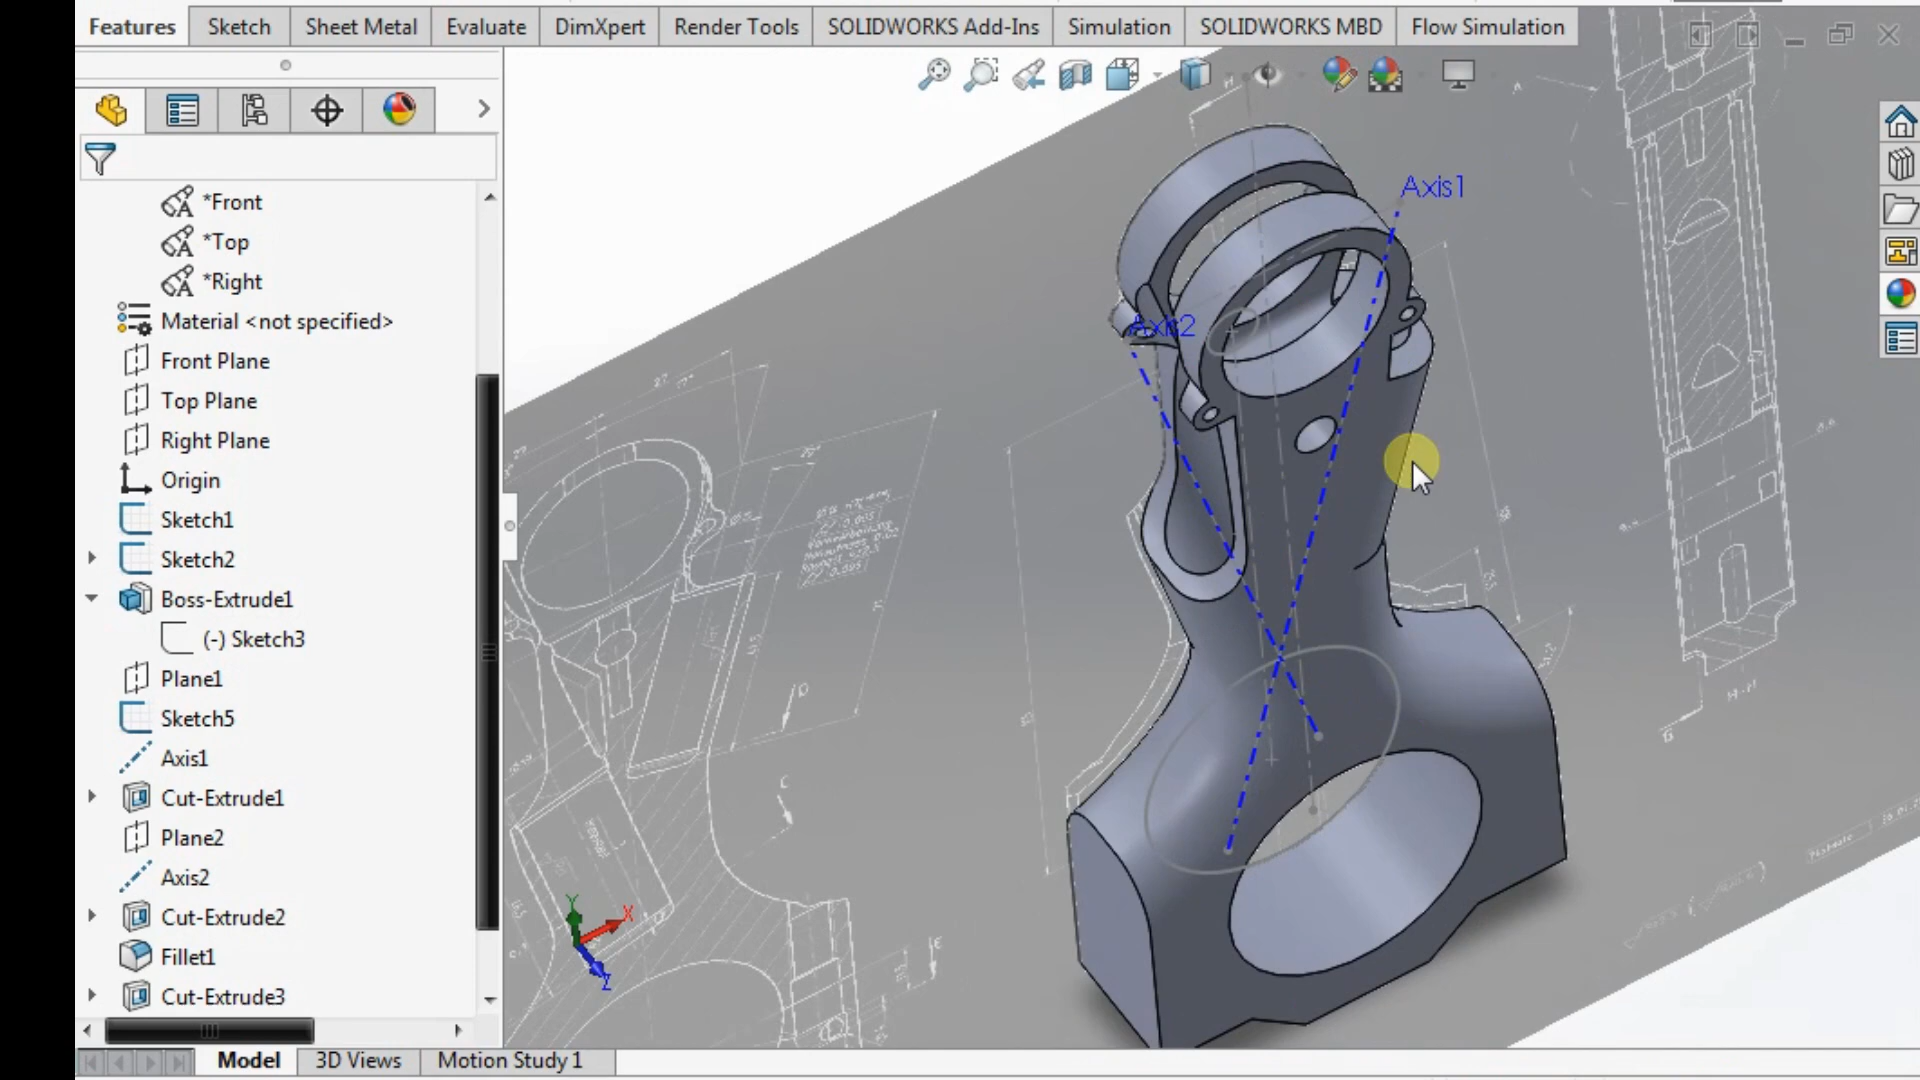 Features Sketch Sheet Metal Evaluate DimXpert Render Tools SOLIDWORKS Add-Ins Simulation SOLIDWORKS MBD Flow Simulation
*Front
*Top
*Right
Material <not specified>
Front Plane
Top Plane
Right Plane
Origin
Sketch1
Sketch2
Boss-Extrude1
(-) Sketch3
Plane1
Sketch5
Axis1
Cut-Extrude1
Plane2
Axis2
Cut-Extrude2
Fillet1
Cut-Extrude3
Axis1
Axis2
Y
X
Z
Model 3D Views Motion Study 1